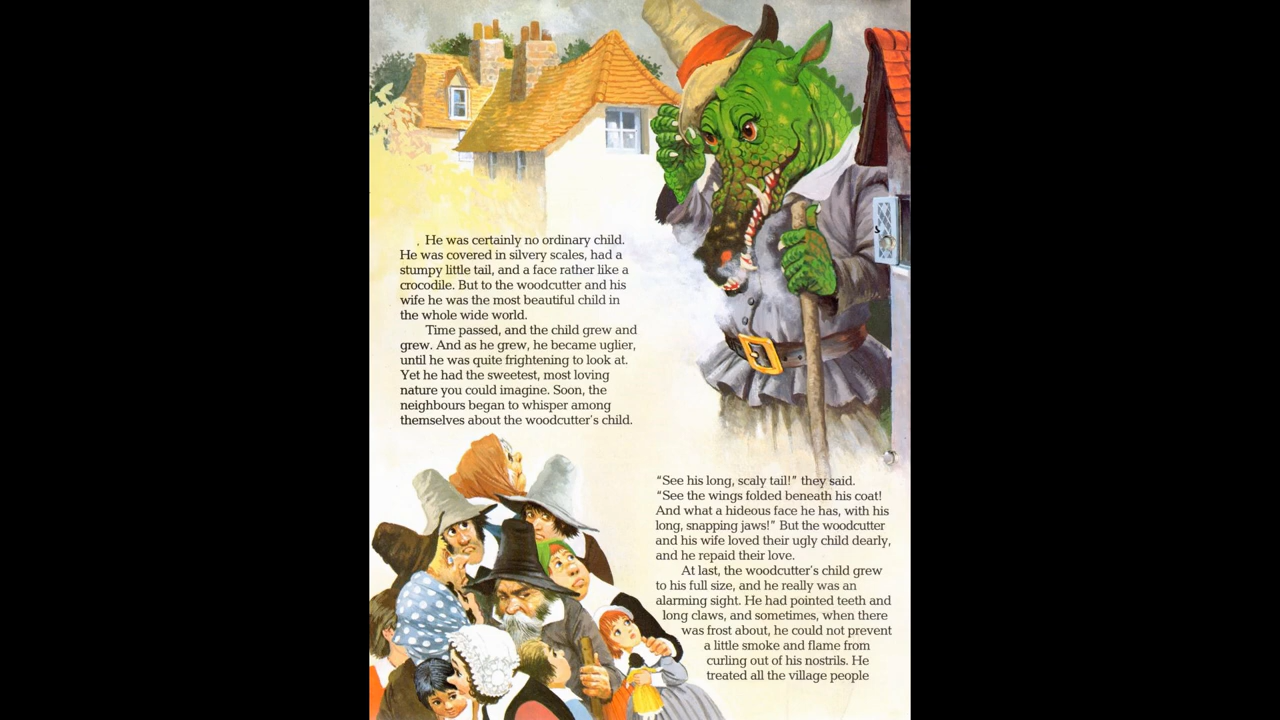 He was certainly no ordinary child.
He was covered in silvery scales, had a
stumpy little tail, and a face rather like a
crocodile. But to the woodcutter and his
wife he was the most beautiful child in
the whole wide world.
Time passed, and the child grew and
grew. And as he grew, he became uglier,
until he was quite frightening to look at.
Yet he had the sweetest, most loving
nature you could imagine. Soon, the
neighbours began to whisper among
themselves about the woodcutter's child.
"See his long, scaly tail!" they said.
"See the wings folded beneath his coat!
And what a hideous face he has, with his
long, snapping jaws!" But the woodcutter
and his wife loved their ugly child dearly,
and he repaid their love.
At last, the woodcutter's child grew
to his full size, and he really was an
alarming sight. He had pointed teeth and
long claws, and sometimes, when there
was frost about, he could not prevent
a little smoke and flame from
curling out of his nostrils. He
treated all the village people